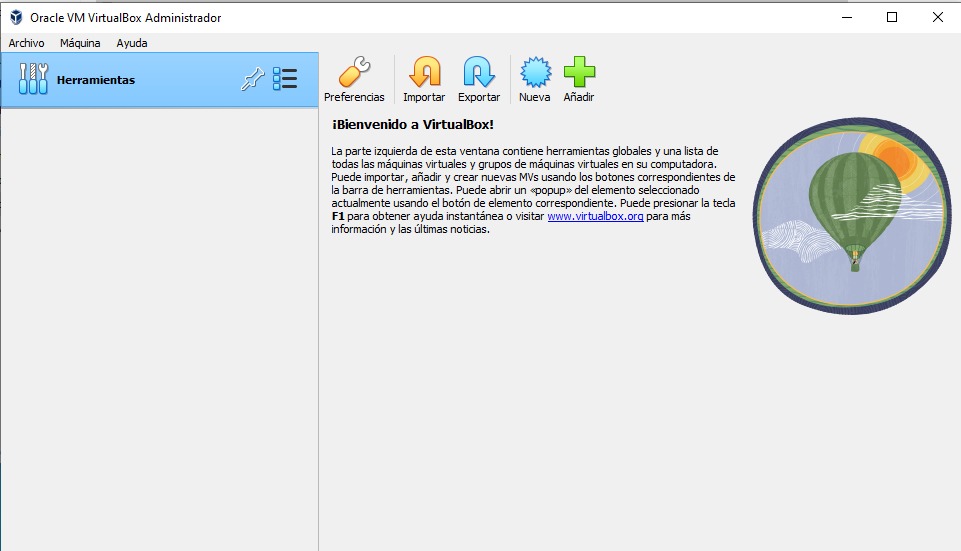 Oracle VM VirtualBox Administrador
Archivo Máquina Ayuda
Herramientas
Preferencias Importar Exportar Nueva Añadir
¡Bienvenido a VirtualBox!
La parte izquierda de esta ventana contiene herramientas globales y una lista de
todas las máquinas virtuales y grupos de máquinas virtuales en su computadora.
Puede importar, añadir y crear nuevas MVs usando los botones correspondientes de
la barra de herramientas. Puede abrir un «popup» del elemento seleccionado
actualmente usando el botón de elemento correspondiente. Puede presionar la tecla
F1 para obtener ayuda instantánea o visitar www.virtualbox.org para más
información y las últimas noticias.